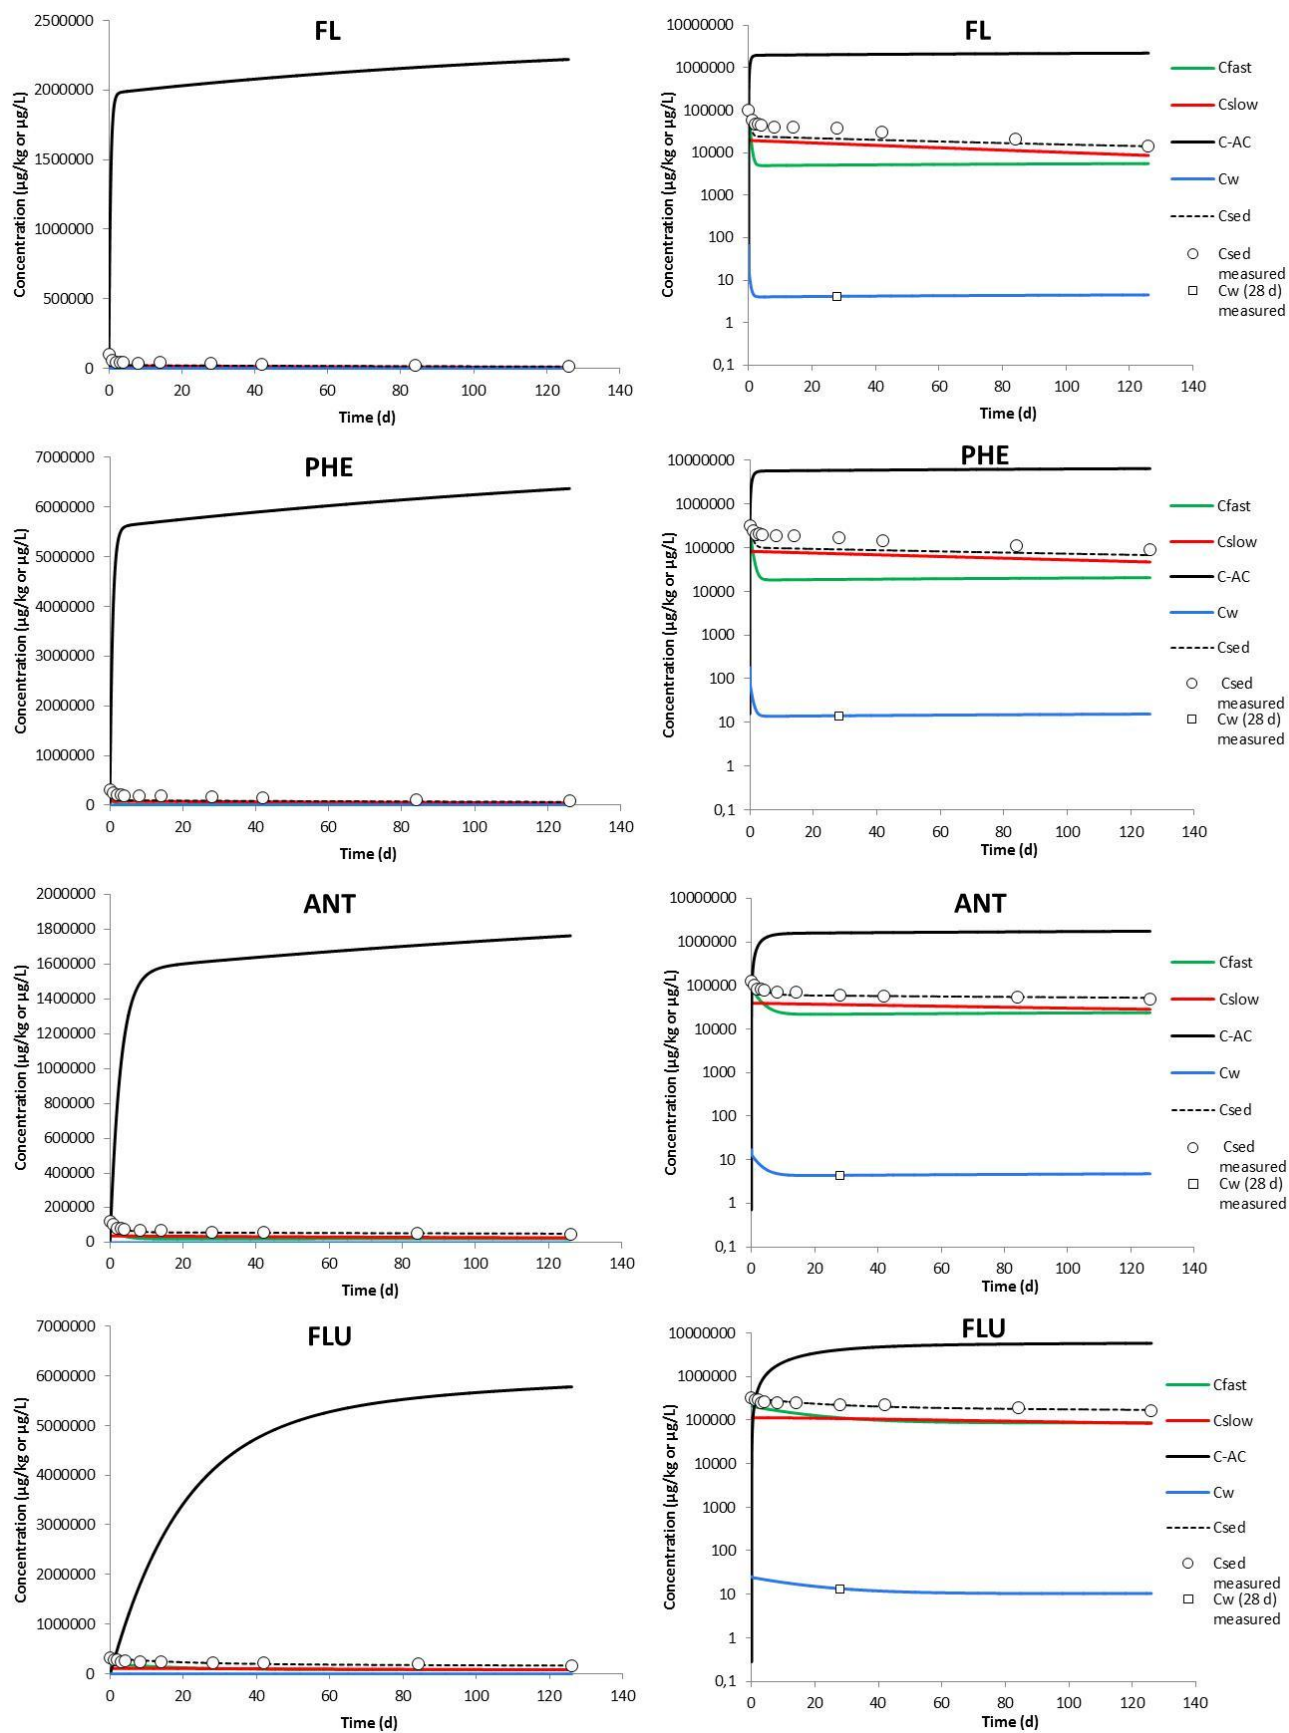 FL
Concentration (µg/kg or µg/L)
2500000
2000000
1500000
1000000
500000
0
0 20 40 60 80 100 120 140
Time (d)
FL
Concentration (µg/kg or µg/L)
10000000
1000000
100000
10000
1000
100
10
1
0,1
0 20 40 60 80 100 120 140
Time (d)
Cfast
Cslow
C-AC
Cw
Csed
Csed
measured
Cw (28 d)
measured
PHE
Concentration (µg/kg or µg/L)
7000000
6000000
5000000
4000000
3000000
2000000
1000000
0
0 20 40 60 80 100 120 140
Time (d)
PHE
Concentration (µg/kg or µg/L)
10000000
1000000
100000
10000
1000
100
10
1
0,1
0 20 40 60 80 100 120 140
Time (d)
Cfast
Cslow
C-AC
Cw
Csed
Csed
measured
Cw (28 d)
measured
ANT
Concentration (µg/kg or µg/L)
2000000
1800000
1600000
1400000
1200000
1000000
800000
600000
400000
200000
0
0 20 40 60 80 100 120 140
Time (d)
ANT
Concentration (µg/kg or µg/L)
10000000
1000000
100000
10000
1000
100
10
1
0,1
0 20 40 60 80 100 120 140
Time (d)
Cfast
Cslow
C-AC
Cw
Csed
Csed
measured
Cw (28 d)
measured
FLU
Concentration (µg/kg or µg/L)
7000000
6000000
5000000
4000000
3000000
2000000
1000000
0
0 20 40 60 80 100 120 140
Time (d)
FLU
Concentration (µg/kg or µg/L)
10000000
1000000
100000
10000
1000
100
10
1
0,1
0 20 40 60 80 100 120 140
Time (d)
Cfast
Cslow
C-AC
Cw
Csed
Csed
measured
Cw (28 d)
measured